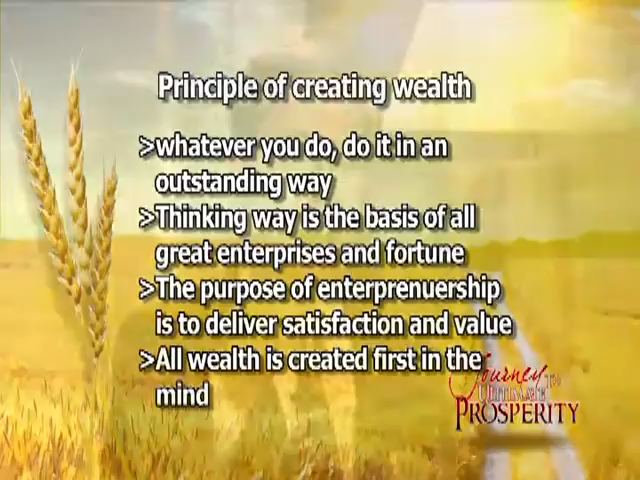 Principle of creating wealth
>whatever you do, do it in an
outstanding way
>Thinking way is the basis of all
great enterprises and fortune
>The purpose of enterprenuership
is to deliver satisfaction and value
>All wealth is created first in the
mind
Journey To
ULTIMATE
PROSPERITY